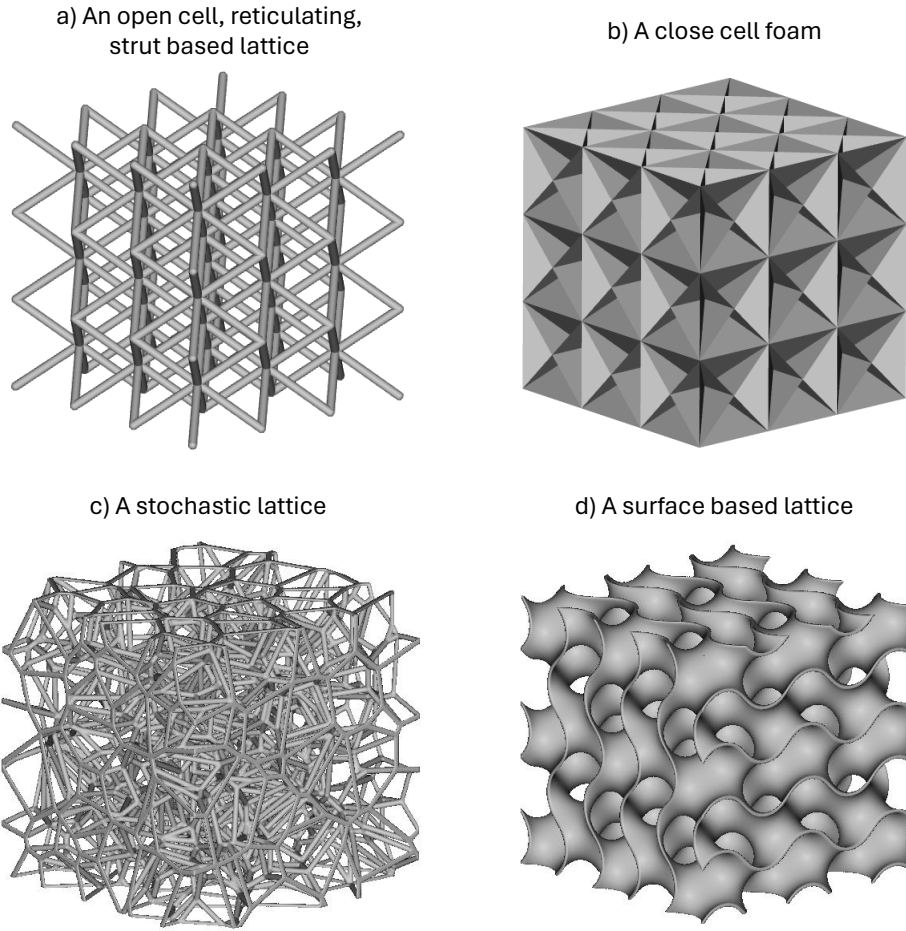 a) An open cell, reticulating,
strut based lattice
b) A close cell foam
c) A stochastic lattice
d) A surface based lattice